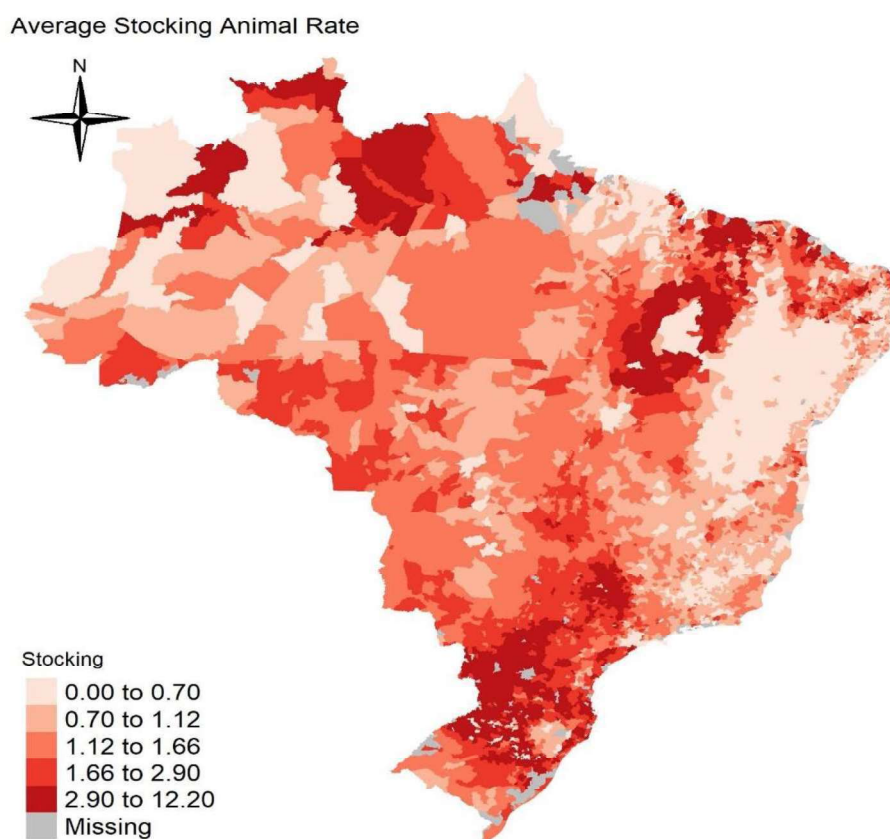 Average Stocking Animal Rate
N
Stocking
0.00 to 0.70
0.70 to 1.12
1.12 to 1.66
1.66 to 2.90
2.90 to 12.20
Missing